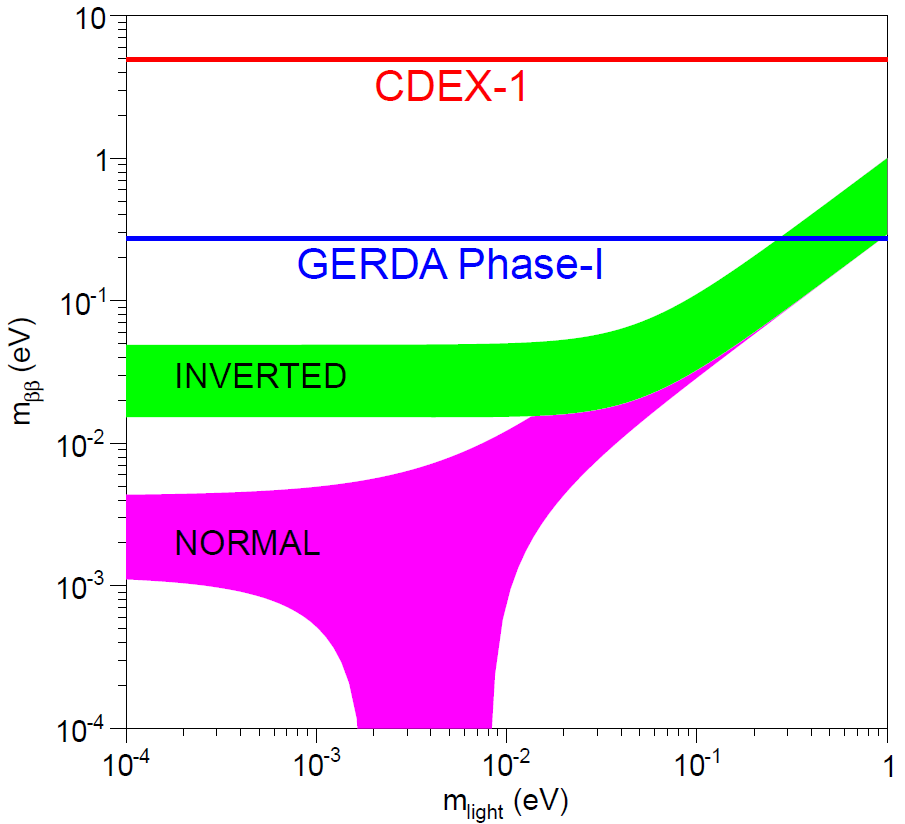 10
CDEX-1
1
GERDA Phase-I
10⁻¹
INVERTED
m_ββ (eV)
10⁻²
NORMAL
10⁻³
10⁻⁴
10⁻⁴ 10⁻³ 10⁻² 10⁻¹ 1
m_light (eV)